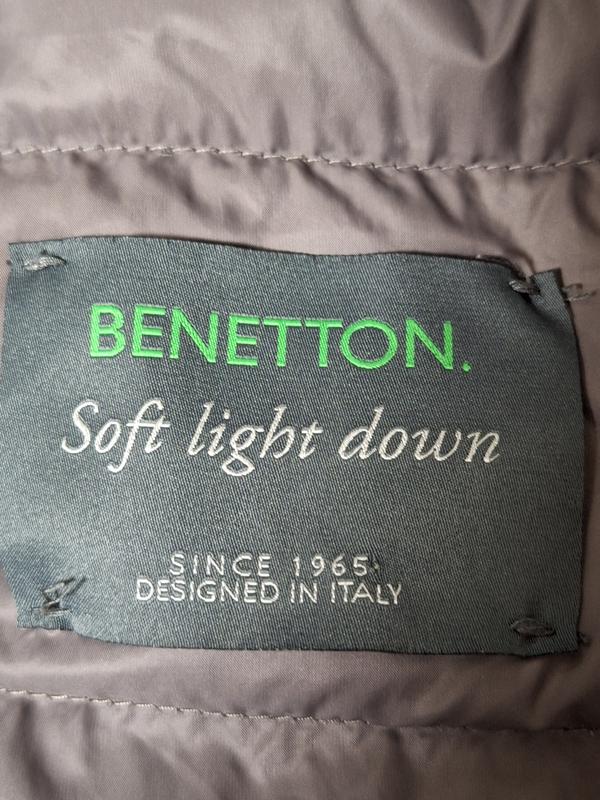 BENETTON.
Soft light down
SINCE 1965
DESIGNED IN ITALY